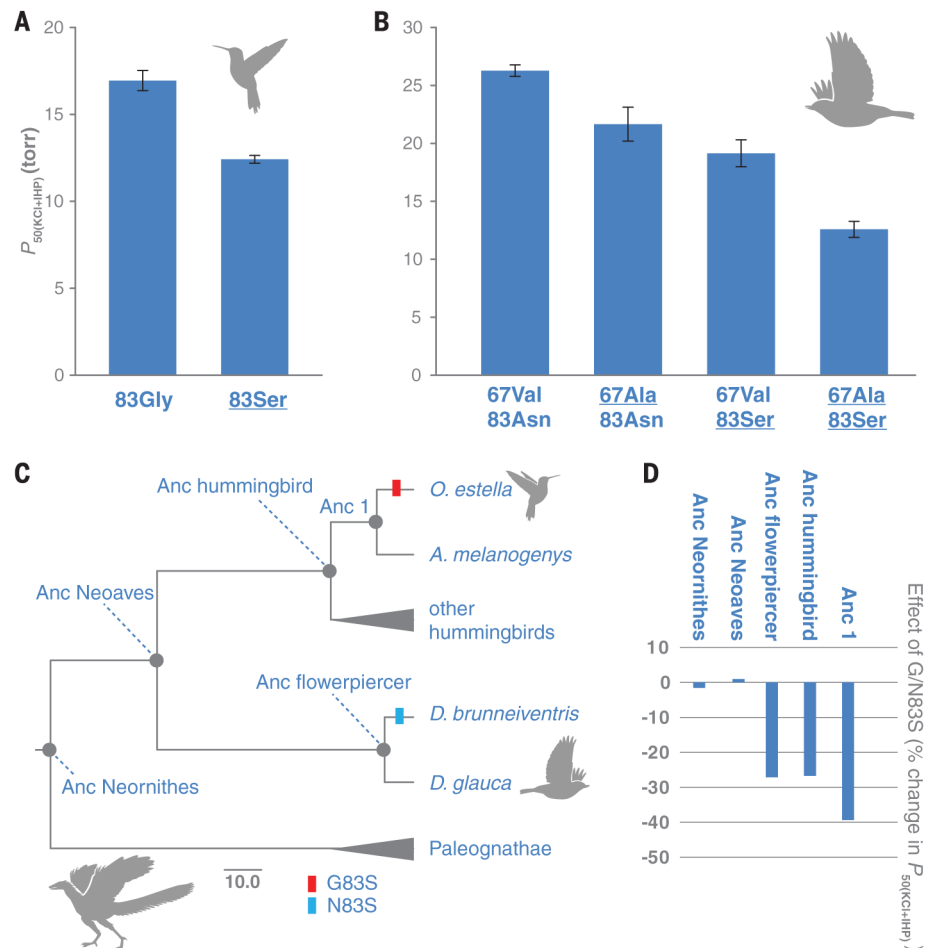 A
20
15
10
5
0
P50(KCl+IHP) (torr)
83Gly
83Ser
B
30
25
20
15
10
5
0
67Val
83Asn
67Ala
83Asn
67Val
83Ser
67Ala
83Ser
C
Anc hummingbird
Anc 1
O. estella
A. melanogenys
other
hummingbirds
Anc Neoaves
Anc flowerpiercer
D. brunneiventris
D. glauca
Anc Neornithes
Paleognathae
10.0
G83S
N83S
D
Anc Neornithes
Anc Neoaves
Anc flowerpiercer
Anc hummingbird
Anc 1
10
0
-10
-20
-30
-40
-50
Effect of G/N83S (% change in P50(KCl+IHP)